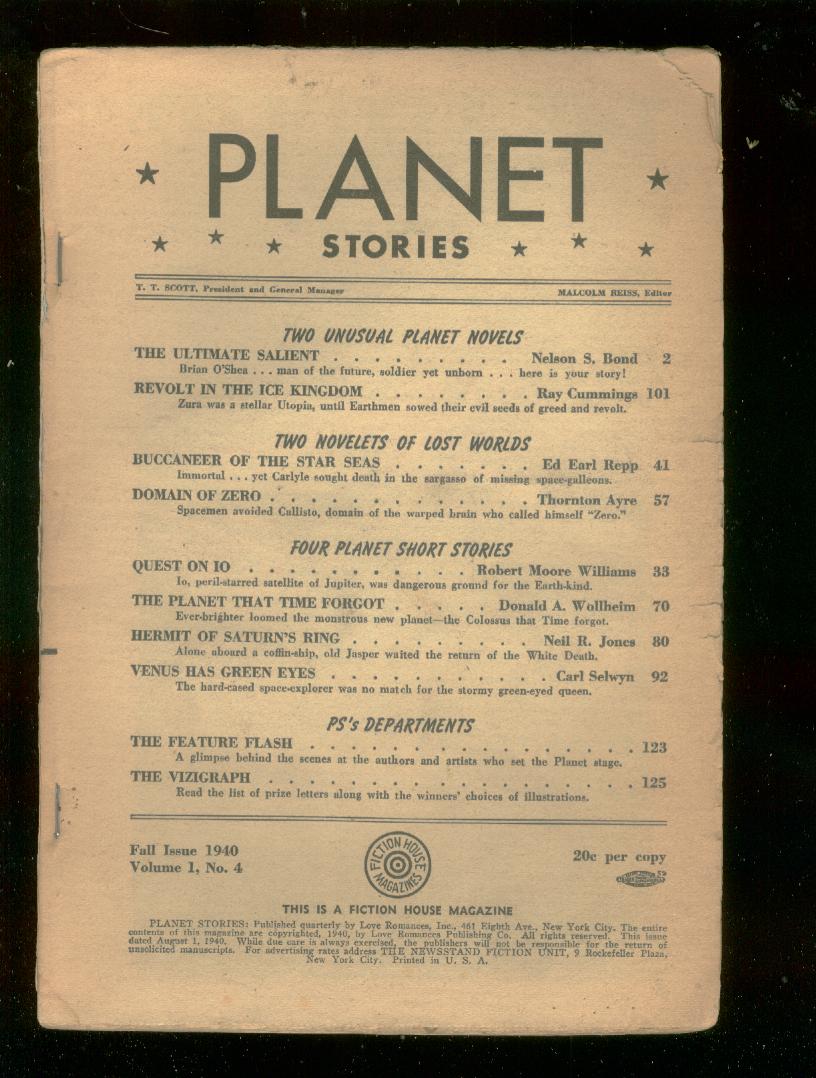 PLANET
STORIES
T. T. SCOTT, President and General Manager MALCOLM REISS, Editor
TWO UNUSUAL PLANET NOVELS
THE ULTIMATE SALIENT . . . . . . . . . Nelson S. Bond 2
Brian O'Shea . . . man of the future, soldier yet unborn . . . here is your story!
REVOLT IN THE ICE KINGDOM . . . . . . . . Ray Cummings 101
Zura was a stellar Utopia, until Earthmen sowed their evil seeds of greed and revolt.
TWO NOVELETS OF LOST WORLDS
BUCCANEER OF THE STAR SEAS . . . . . . . Ed Earl Repp 41
Immortal . . . yet Carlyle sought death in the sargasso of missing space-galleons.
DOMAIN OF ZERO . . . . . . . . . . . . . Thornton Ayre 57
Spacemen avoided Callisto, domain of the warped brain who called himself "Zero."
FOUR PLANET SHORT STORIES
QUEST ON IO . . . . . . . . . . . Robert Moore Williams 33
Io, peril-starred satellite of Jupiter, was dangerous ground for the Earth-kind.
THE PLANET THAT TIME FORGOT . . . . . Donald A. Wollheim 70
Ever-brighter loomed the monstrous new planet—the Colossus that Time forgot.
HERMIT OF SATURN'S RING . . . . . . . . . Neil R. Jones 80
Alone aboard a coffin-ship, old Jasper waited the return of the White Death.
VENUS HAS GREEN EYES . . . . . . . . . . . Carl Selwyn 92
The hard-cased space-explorer was no match for the stormy green-eyed queen.
PS's DEPARTMENTS
THE FEATURE FLASH . . . . . . . . . . . . . . . . 123
A glimpse behind the scenes at the authors and artists who set the Planet stage.
THE VIZIGRAPH . . . . . . . . . . . . . . . . . . 125
Read the list of prize letters along with the winners' choices of illustrations.
Fall Issue 1940
Volume 1, No. 4
FICTION HOUSE
MAGAZINES
20c per copy
THIS IS A FICTION HOUSE MAGAZINE
PLANET STORIES: Published quarterly by Love Romances, Inc., 461 Eighth Ave., New York City. The entire
contents of this magazine are copyrighted, 1940, by Love Romances Publishing Co. All rights reserved. This issue
dated August 1, 1940. While due care is always exercised, the publishers will not be responsible for the return of
unsolicited manuscripts. For advertising rates address THE NEWSSTAND FICTION UNIT, 9 Rockefeller Plaza,
New York City. Printed in U. S. A.